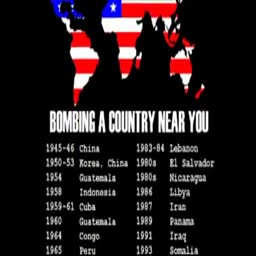 BOMBING A COUNTRY NEAR YOU
1945-46 China 1983-84 Lebanon
1950-53 Korea, China 1980s El Salvador
1954 Guatemala 1980s Nicaragua
1958 Indonesia 1986 Libya
1959-61 Cuba 1987 Iran
1960 Guatemala 1989 Panama
1964 Congo 1991 Iraq
1965 Peru 1993 Somalia